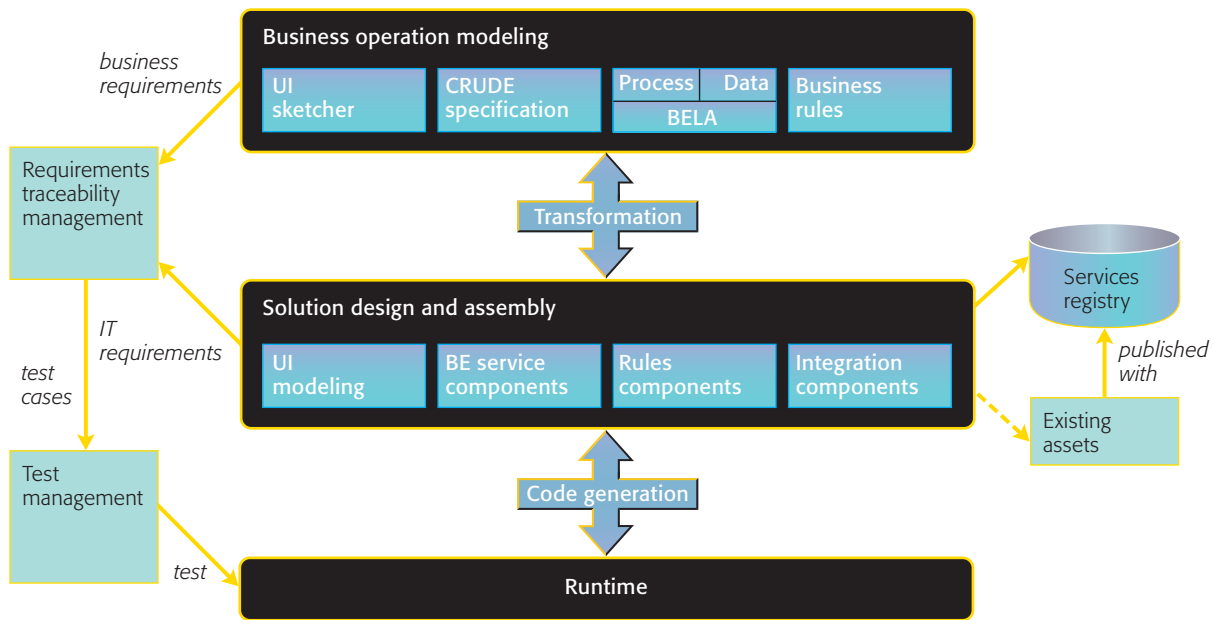 Business operation modeling
business
requirements
UI
sketcher
CRUDE
specification
Process
Data
BELA
Business
rules
Requirements
traceability
management
Transformation
Services
registry
Solution design and assembly
IT
requirements
UI
modeling
BE service
components
Rules
components
Integration
components
published
with
test
cases
Existing
assets
Test
management
Code generation
test
Runtime